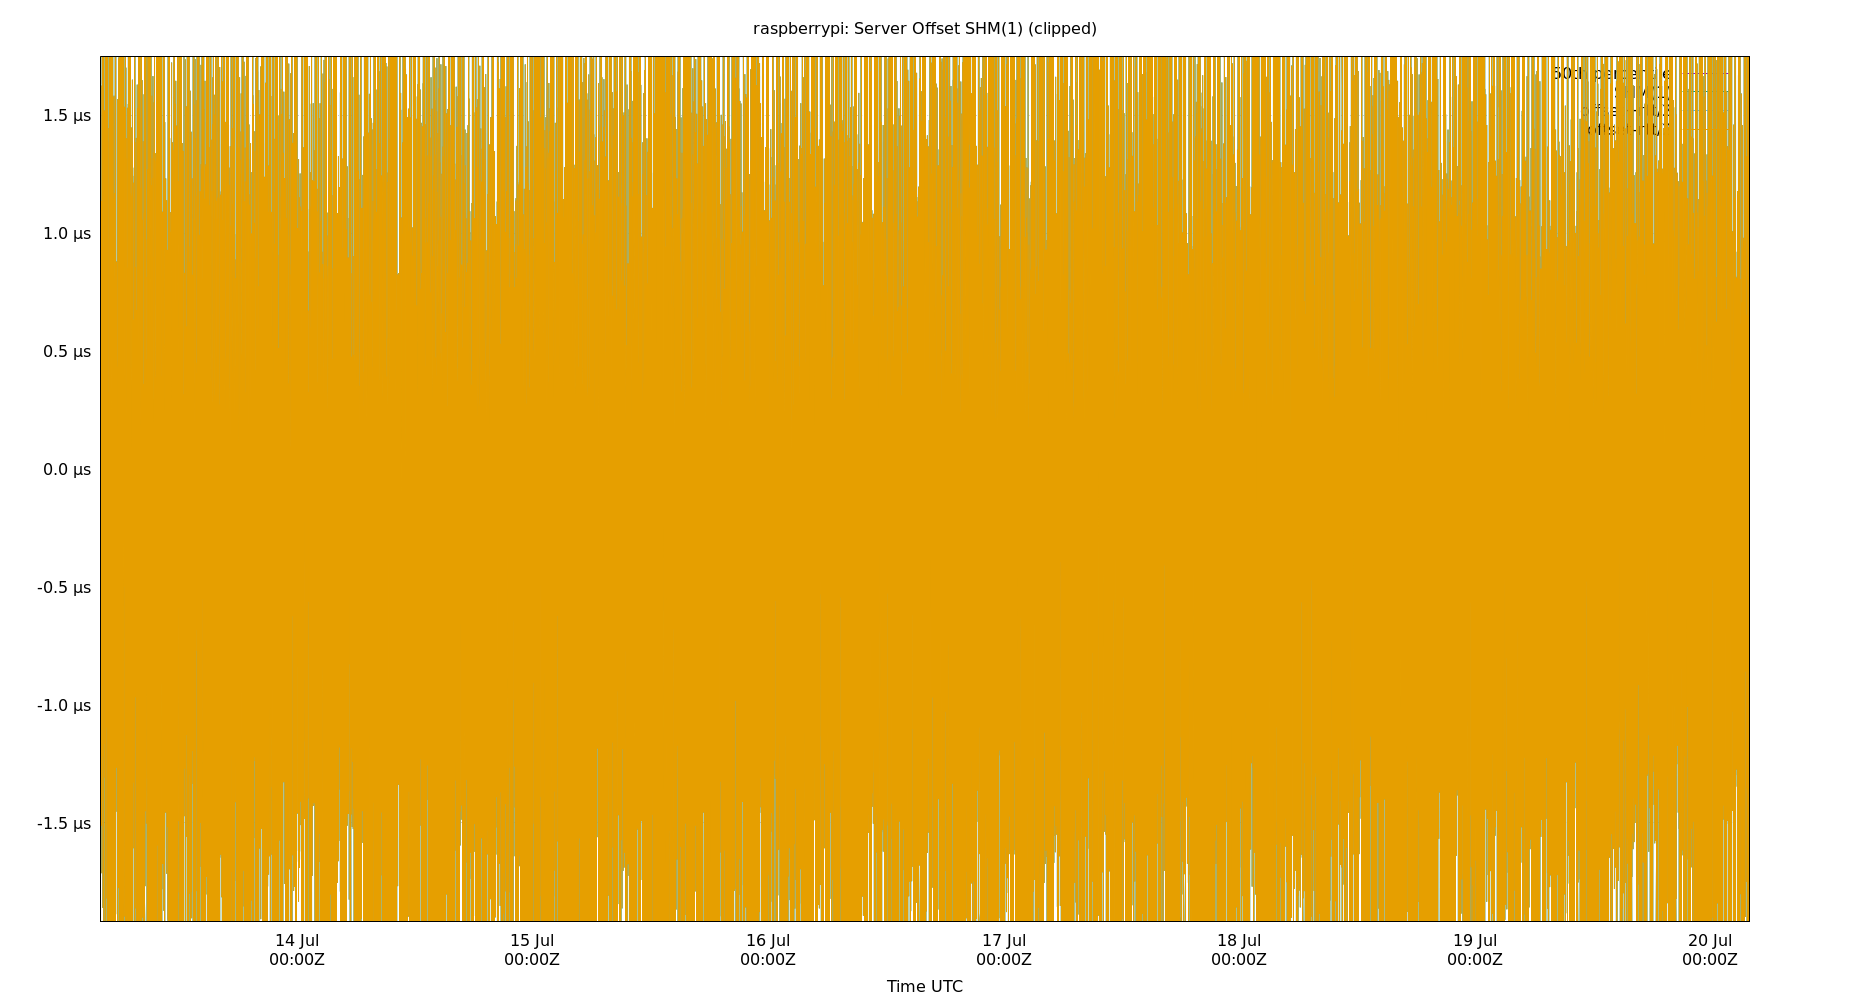 raspberrypi: Server Offset SHM(1) (clipped)
1.5 µs
1.0 µs
0.5 µs
0.0 µs
-0.5 µs
-1.0 µs
-1.5 µs
14 Jul 15 Jul 16 Jul 17 Jul 18 Jul 19 Jul 20 Jul
00:00Z 00:00Z 00:00Z 00:00Z 00:00Z 00:00Z 00:00Z
Time UTC